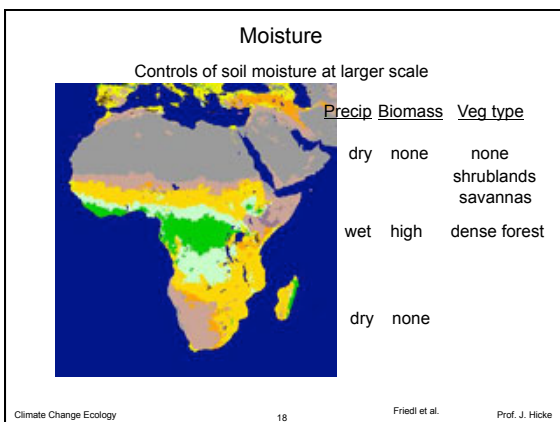 Moisture
Controls of soil moisture at larger scale
Precip Biomass Veg type
dry none none
shrublands
savannas
wet high dense forest
dry none
Climate Change Ecology 18 Friedl et al. Prof. J. Hicke